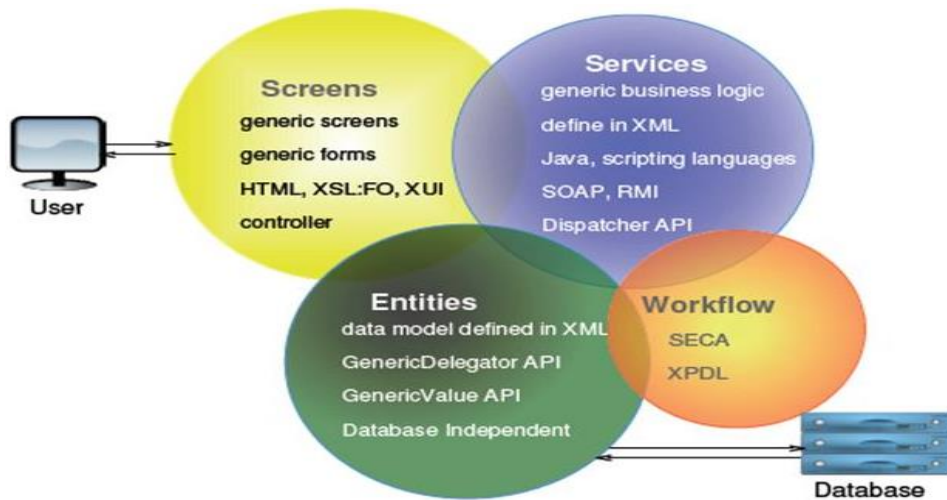 Screens
generic screens
generic forms
HTML, XSL:FO, XUI
controller
Services
generic business logic
define in XML
Java, scripting languages
SOAP, RMI
Dispatcher API
User
Entities
data model defined in XML
GenericDelegator API
GenericValue API
Database Independent
Workflow
SECA
XPDL
Database